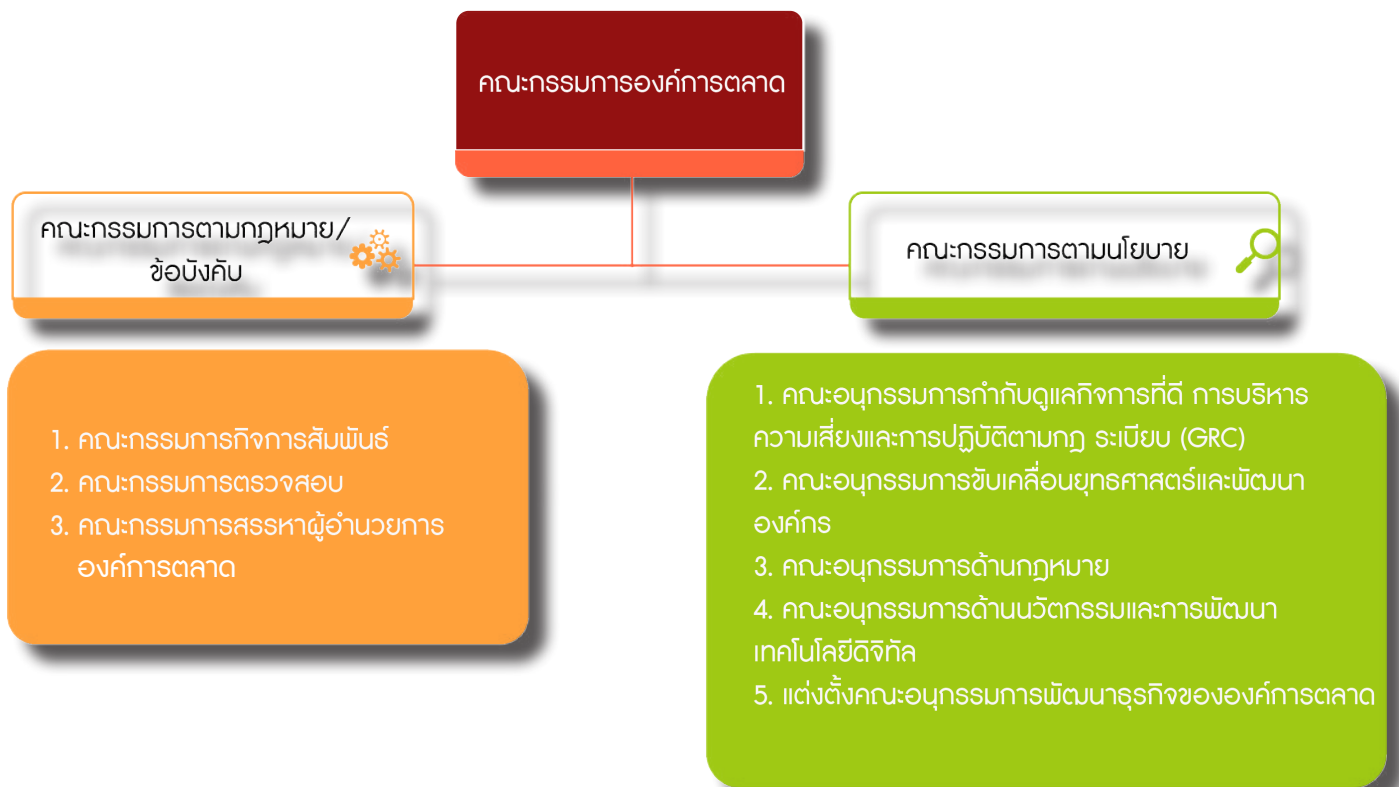 คณะกรรมการองค์การตลาด
คณะกรรมการตามกฎหมาย/
ข้อบังคับ
คณะกรรมการตามนโยบาย
1. คณะกรรมการกิจการสัมพันธ์
2. คณะกรรมการตรวจสอบ
3. คณะกรรมการสรรหาผู้อำนวยการ
องค์การตลาด
1. คณะอนุกรรมการกำกับดูแลกิจการที่ดี การบริหาร
ความเสี่ยงและการปฏิบัติตามกฎ ระเบียบ (GRC)
2. คณะอนุกรรมการขับเคลื่อนยุทธศาสตร์และพัฒนา
องค์กร
3. คณะอนุกรรมการด้านกฎหมาย
4. คณะอนุกรรมการด้านนวัตกรรมและการพัฒนา
เทคโนโลยีดิจิทัล
5. แต่งตั้งคณะอนุกรรมการพัฒนาธุรกิจขององค์การตลาด